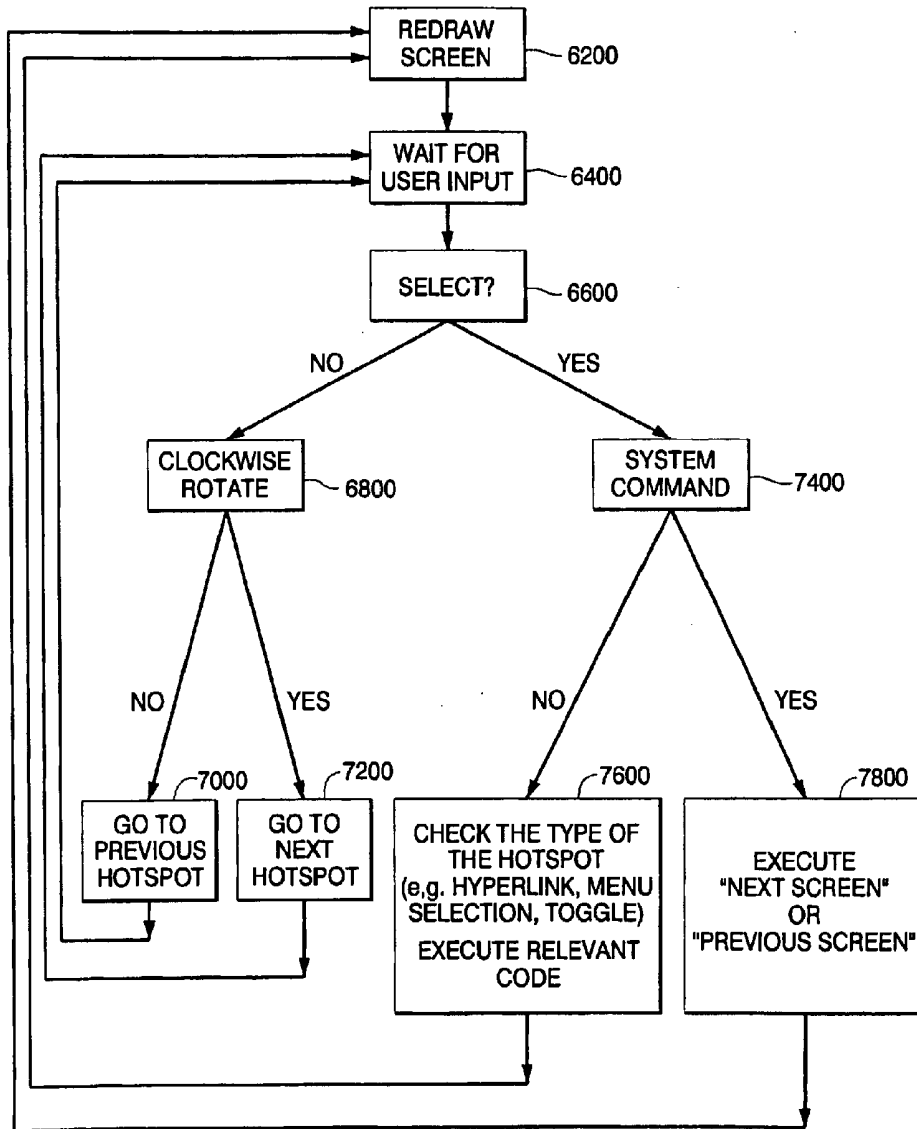 REDRAW
SCREEN
6200
WAIT FOR
USER INPUT
6400
SELECT?
6600
NO
YES
CLOCKWISE
ROTATE
6800
SYSTEM
COMMAND
7400
NO
YES
NO
YES
7000
GO TO
PREVIOUS
HOTSPOT
7200
GO TO
NEXT
HOTSPOT
7600
CHECK THE TYPE OF
THE HOTSPOT
(e,g. HYPERLINK, MENU
SELECTION, TOGGLE)
EXECUTE RELEVANT
CODE
7800
EXECUTE
"NEXT SCREEN"
OR
"PREVIOUS SCREEN"